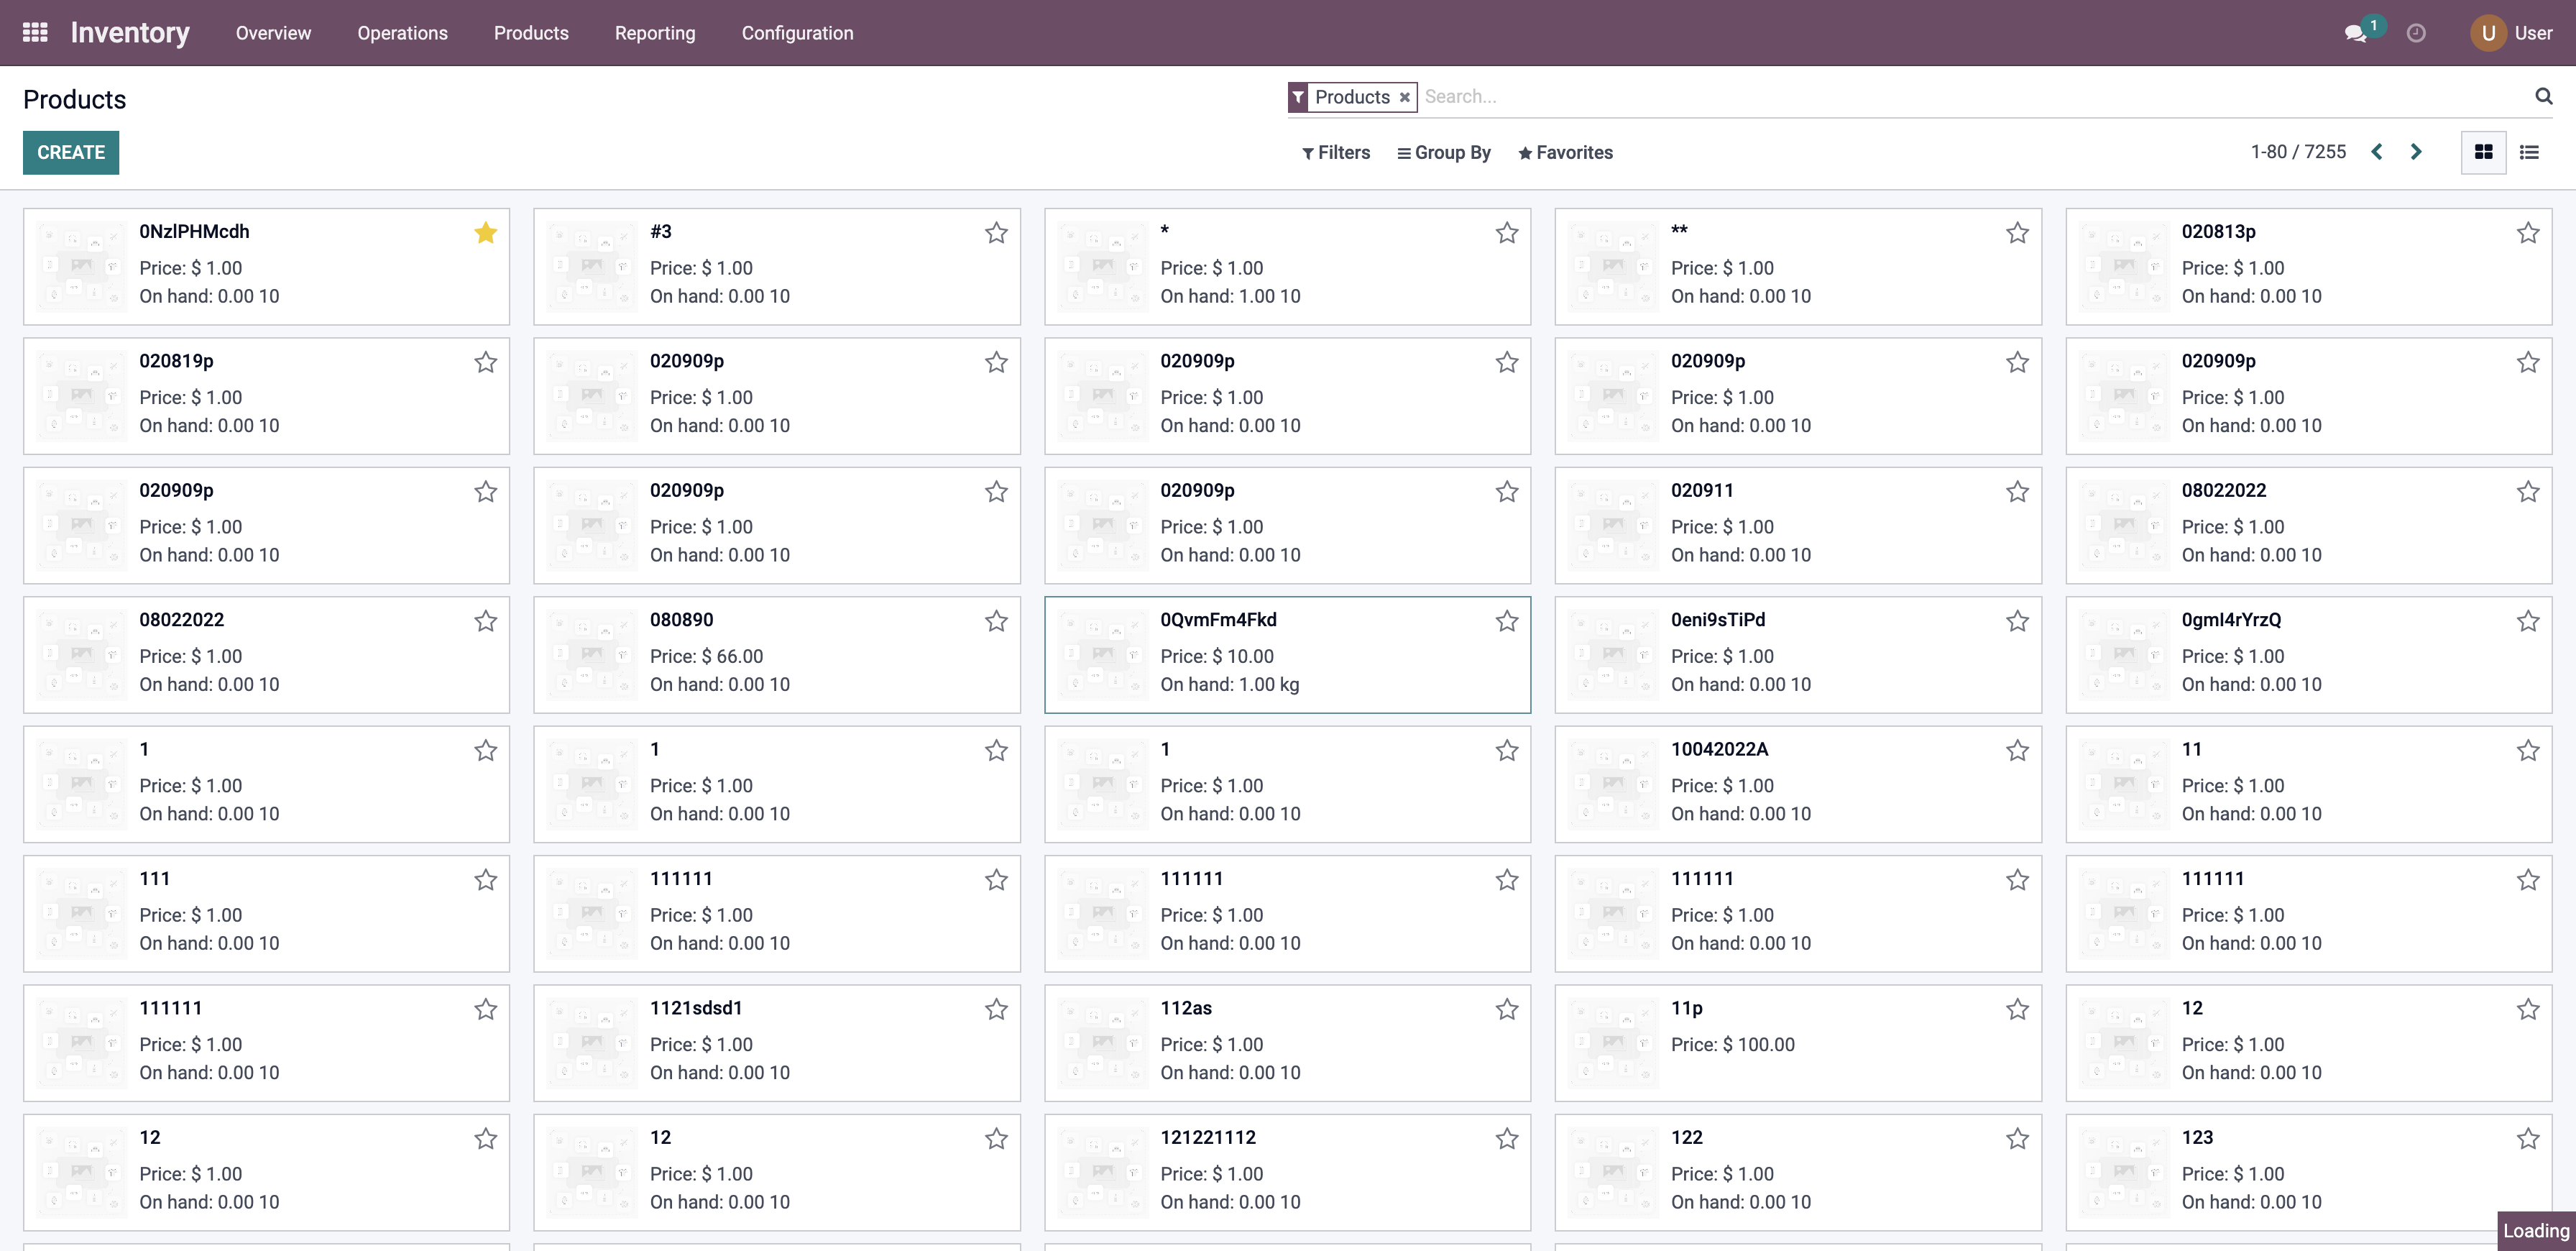 Inventory Overview Operations Products Reporting Configuration 1 U User
Products
Products Search...
CREATE
Filters Group By Favorites 1-80 / 7255
0NzlPHMcdh
Price: $ 1.00
On hand: 0.00 10
#3
Price: $ 1.00
On hand: 0.00 10
*
Price: $ 1.00
On hand: 1.00 10
**
Price: $ 1.00
On hand: 0.00 10
020813p
Price: $ 1.00
On hand: 0.00 10
020819p
Price: $ 1.00
On hand: 0.00 10
020909p
Price: $ 1.00
On hand: 0.00 10
020909p
Price: $ 1.00
On hand: 0.00 10
020909p
Price: $ 1.00
On hand: 0.00 10
020909p
Price: $ 1.00
On hand: 0.00 10
020909p
Price: $ 1.00
On hand: 0.00 10
020909p
Price: $ 1.00
On hand: 0.00 10
020909p
Price: $ 1.00
On hand: 0.00 10
020911
Price: $ 1.00
On hand: 0.00 10
08022022
Price: $ 1.00
On hand: 0.00 10
08022022
Price: $ 1.00
On hand: 0.00 10
080890
Price: $ 66.00
On hand: 0.00 10
0QvmFm4Fkd
Price: $ 10.00
On hand: 1.00 kg
0eni9sTiPd
Price: $ 1.00
On hand: 0.00 10
0gmI4rYrzQ
Price: $ 1.00
On hand: 0.00 10
1
Price: $ 1.00
On hand: 0.00 10
1
Price: $ 1.00
On hand: 0.00 10
1
Price: $ 1.00
On hand: 0.00 10
10042022A
Price: $ 1.00
On hand: 0.00 10
11
Price: $ 1.00
On hand: 0.00 10
111
Price: $ 1.00
On hand: 0.00 10
111111
Price: $ 1.00
On hand: 0.00 10
111111
Price: $ 1.00
On hand: 0.00 10
111111
Price: $ 1.00
On hand: 0.00 10
111111
Price: $ 1.00
On hand: 0.00 10
111111
Price: $ 1.00
On hand: 0.00 10
1121sdsd1
Price: $ 1.00
On hand: 0.00 10
112as
Price: $ 1.00
On hand: 0.00 10
11p
Price: $ 100.00
12
Price: $ 1.00
On hand: 0.00 10
12
Price: $ 1.00
On hand: 0.00 10
12
Price: $ 1.00
On hand: 0.00 10
121221112
Price: $ 1.00
On hand: 0.00 10
122
Price: $ 1.00
On hand: 0.00 10
123
Price: $ 1.00
On hand: 0.00 10
Loading